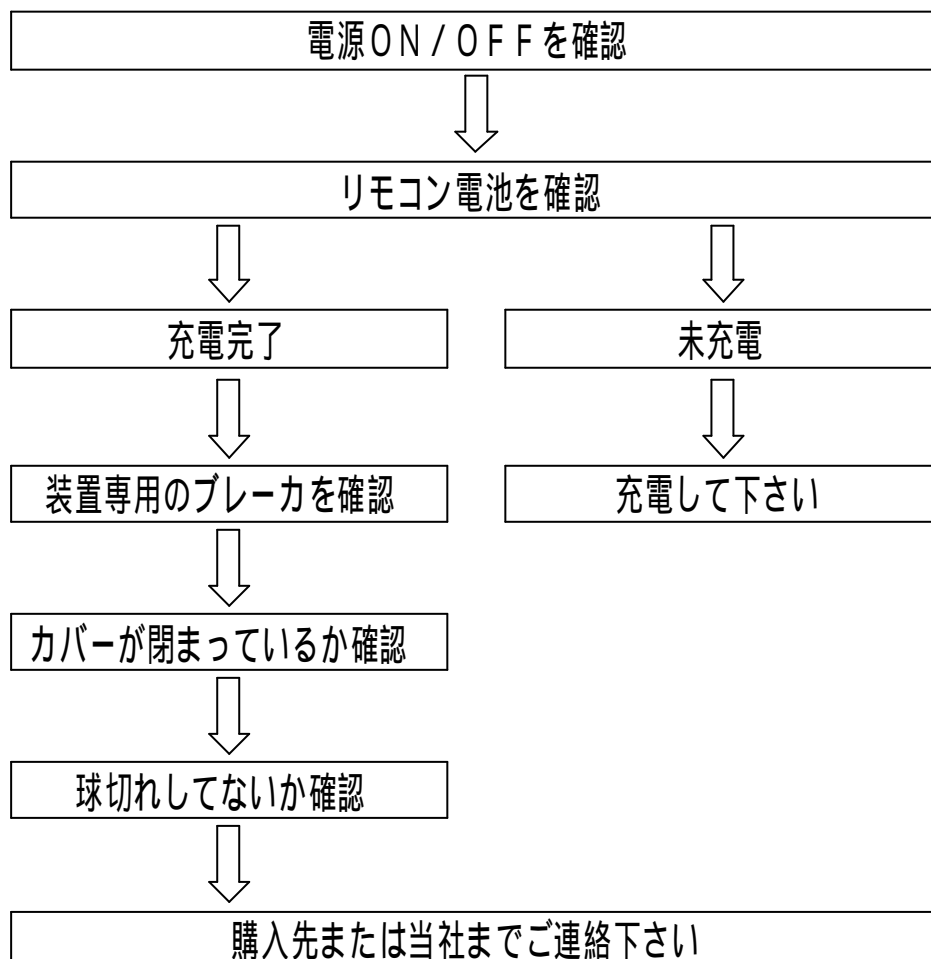 電源ON/OFFを確認
リモコン電池を確認
充電完了
未充電
装置専用のブレーカを確認
充電して下さい
カバーが閉まっているか確認
球切れしてないか確認
購入先または当社までご連絡下さい